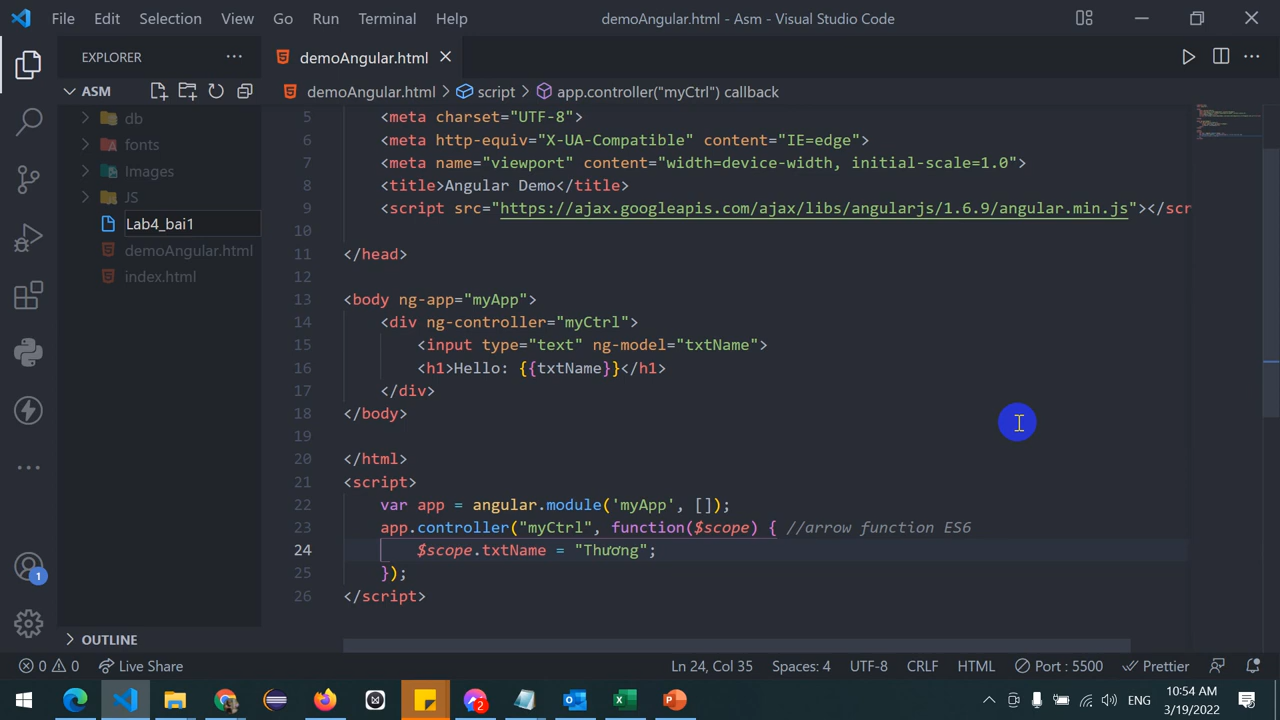 File Edit Selection View Go Run Terminal Help demoAngular.html - Asm - Visual Studio Code
EXPLORER
demoAngular.html
ASM
demoAngular.html > script > app.controller("myCtrl") callback
db
fonts
Images
JS
Lab4_bai1
demoAngular.html
index.html
5 <meta charset="UTF-8">
6 <meta http-equiv="X-UA-Compatible" content="IE=edge">
7 <meta name="viewport" content="width=device-width, initial-scale=1.0">
8 <title>Angular Demo</title>
9 <script src="https://ajax.googleapis.com/ajax/libs/angularjs/1.6.9/angular.min.js"></scr
10
11 </head>
12
13 <body ng-app="myApp">
14 <div ng-controller="myCtrl">
15 <input type="text" ng-model="txtName">
16 <h1>Hello: {{txtName}}</h1>
17 </div>
18 </body>
19
20 </html>
21 <script>
22 var app = angular.module('myApp', []);
23 app.controller("myCtrl", function($scope) { //arrow function ES6
24 $scope.txtName = "Thương";
25 });
26 </script>
OUTLINE
1
0 0 Live Share Ln 24, Col 35 Spaces: 4 UTF-8 CRLF HTML Port : 5500 Prettier
2 ENG 10:54 AM
3/19/2022